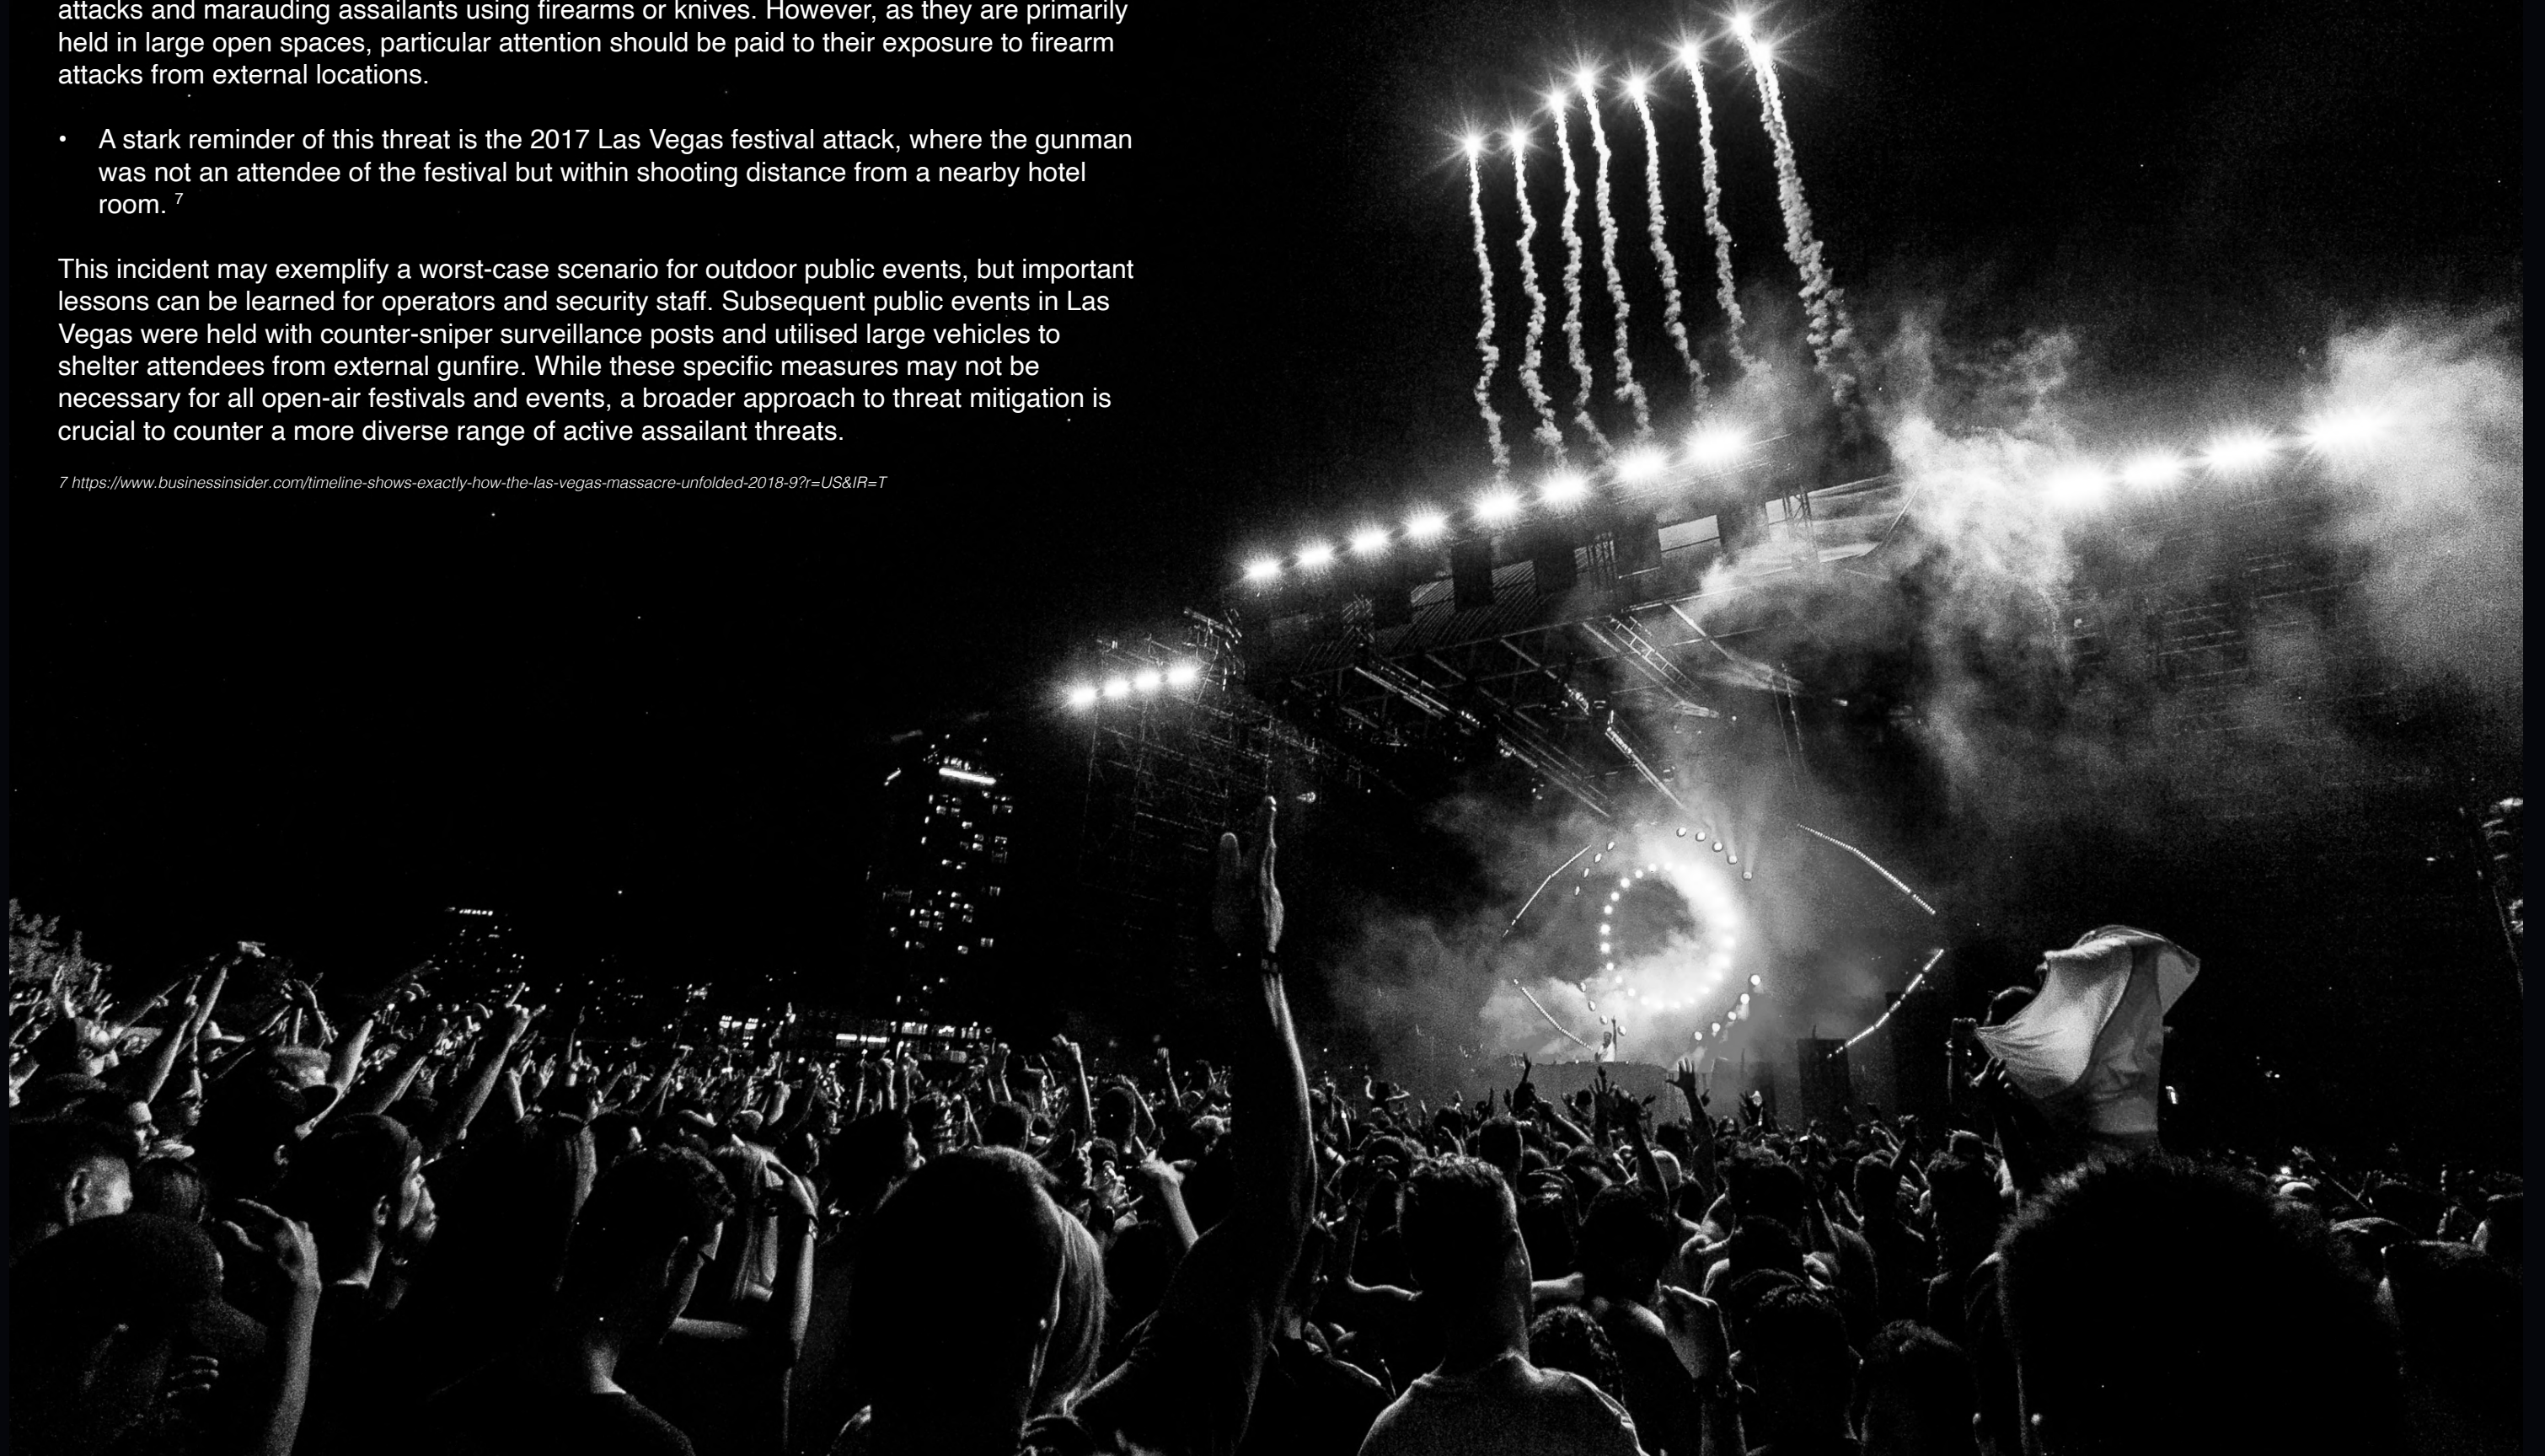 attacks and marauding assailants using firearms or knives. However, as they are primarily
held in large open spaces, particular attention should be paid to their exposure to firearm
attacks from external locations.
• A stark reminder of this threat is the 2017 Las Vegas festival attack, where the gunman
was not an attendee of the festival but within shooting distance from a nearby hotel
room. 7
This incident may exemplify a worst-case scenario for outdoor public events, but important
lessons can be learned for operators and security staff. Subsequent public events in Las
Vegas were held with counter-sniper surveillance posts and utilised large vehicles to
shelter attendees from external gunfire. While these specific measures may not be
necessary for all open-air festivals and events, a broader approach to threat mitigation is
crucial to counter a more diverse range of active assailant threats.
7 https://www.businessinsider.com/timeline-shows-exactly-how-the-las-vegas-massacre-unfolded-2018-9?r=US&IR=T